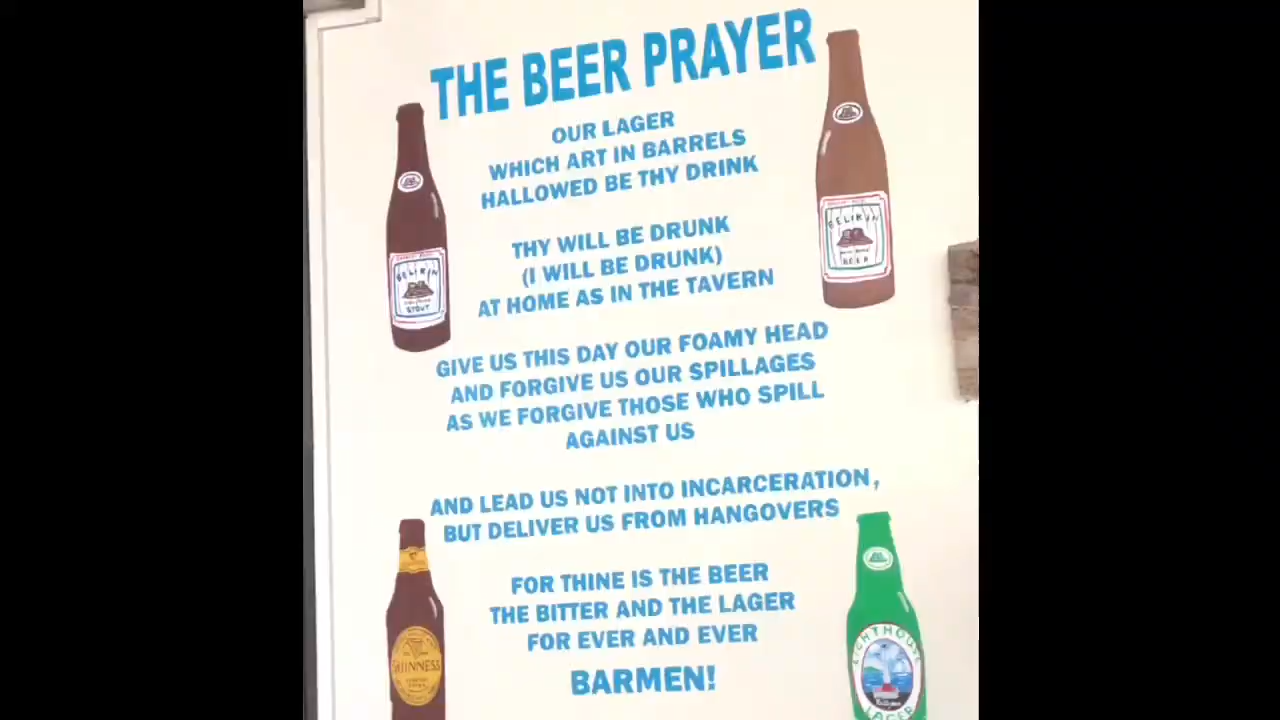 THE BEER PRAYER
OUR LAGER
WHICH ART IN BARRELS
HALLOWED BE THY DRINK
THY WILL BE DRUNK
(I WILL BE DRUNK)
AT HOME AS IN THE TAVERN
GIVE US THIS DAY OUR FOAMY HEAD
AND FORGIVE US OUR SPILLAGES
AS WE FORGIVE THOSE WHO SPILL
AGAINST US
AND LEAD US NOT INTO INCARCERATION,
BUT DELIVER US FROM HANGOVERS
FOR THINE IS THE BEER
THE BITTER AND THE LAGER
FOR EVER AND EVER
BARMEN!
BELIKIN
STOUT
BELIKIN
BEER
GUINNESS
LIGHTHOUSE
LAGER